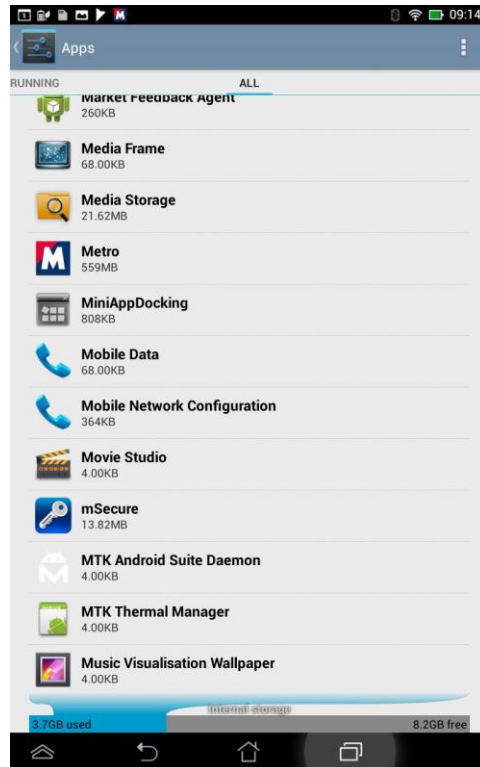 09:14
Apps
RUNNING ALL
Market Feedback Agent
260KB
Media Frame
68.00KB
Media Storage
21.62MB
Metro
559MB
MiniAppDocking
808KB
Mobile Data
68.00KB
Mobile Network Configuration
364KB
Movie Studio
4.00KB
mSecure
13.82MB
MTK Android Suite Daemon
4.00KB
MTK Thermal Manager
4.00KB
Music Visualisation Wallpaper
4.00KB
Internal storage
3.7GB used 8.2GB free